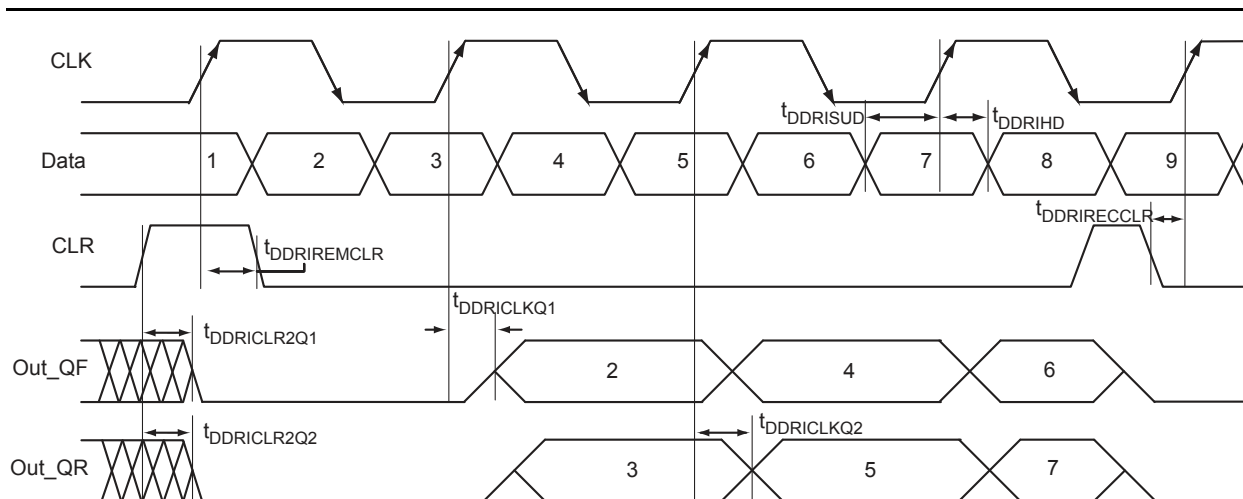 CLK
tDDRISUD tDDRIHD
Data 1 2 3 4 5 6 7 8 9
tDDRIRECCLR
CLR
tDDRIREMCLR
tDDRICLKQ1
tDDRICLR2Q1
Out_QF 2 4 6
tDDRICLR2Q2 tDDRICLKQ2
Out_QR 3 5 7